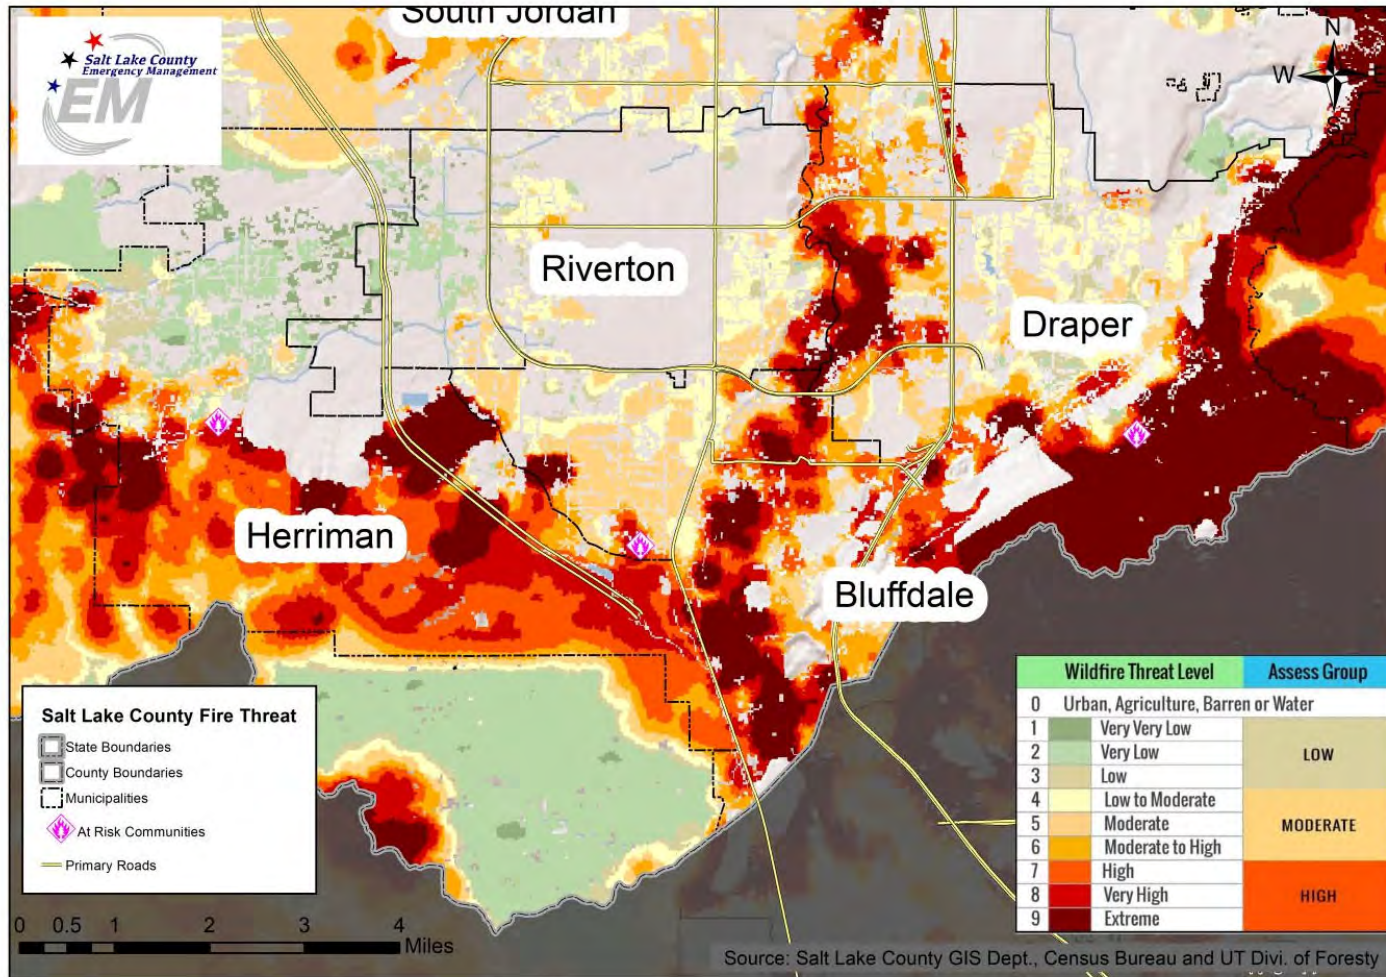 South Jordan
Salt Lake County
Emergency Management
EM
N
W
E
S
Riverton
Draper
Herriman
Bluffdale
Salt Lake County Fire Threat
State Boundaries
County Boundaries
Municipalities
At Risk Communities
Primary Roads
Wildfire Threat Level Assess Group
0 Urban, Agriculture, Barren or Water
1 Very Very Low
2 Very Low
LOW
3 Low
4 Low to Moderate
5 Moderate
MODERATE
6 Moderate to High
7 High
8 Very High
HIGH
9 Extreme
0 0.5 1 2 3 4
Miles
Source: Salt Lake County GIS Dept., Census Bureau and UT Divi. of Foresty